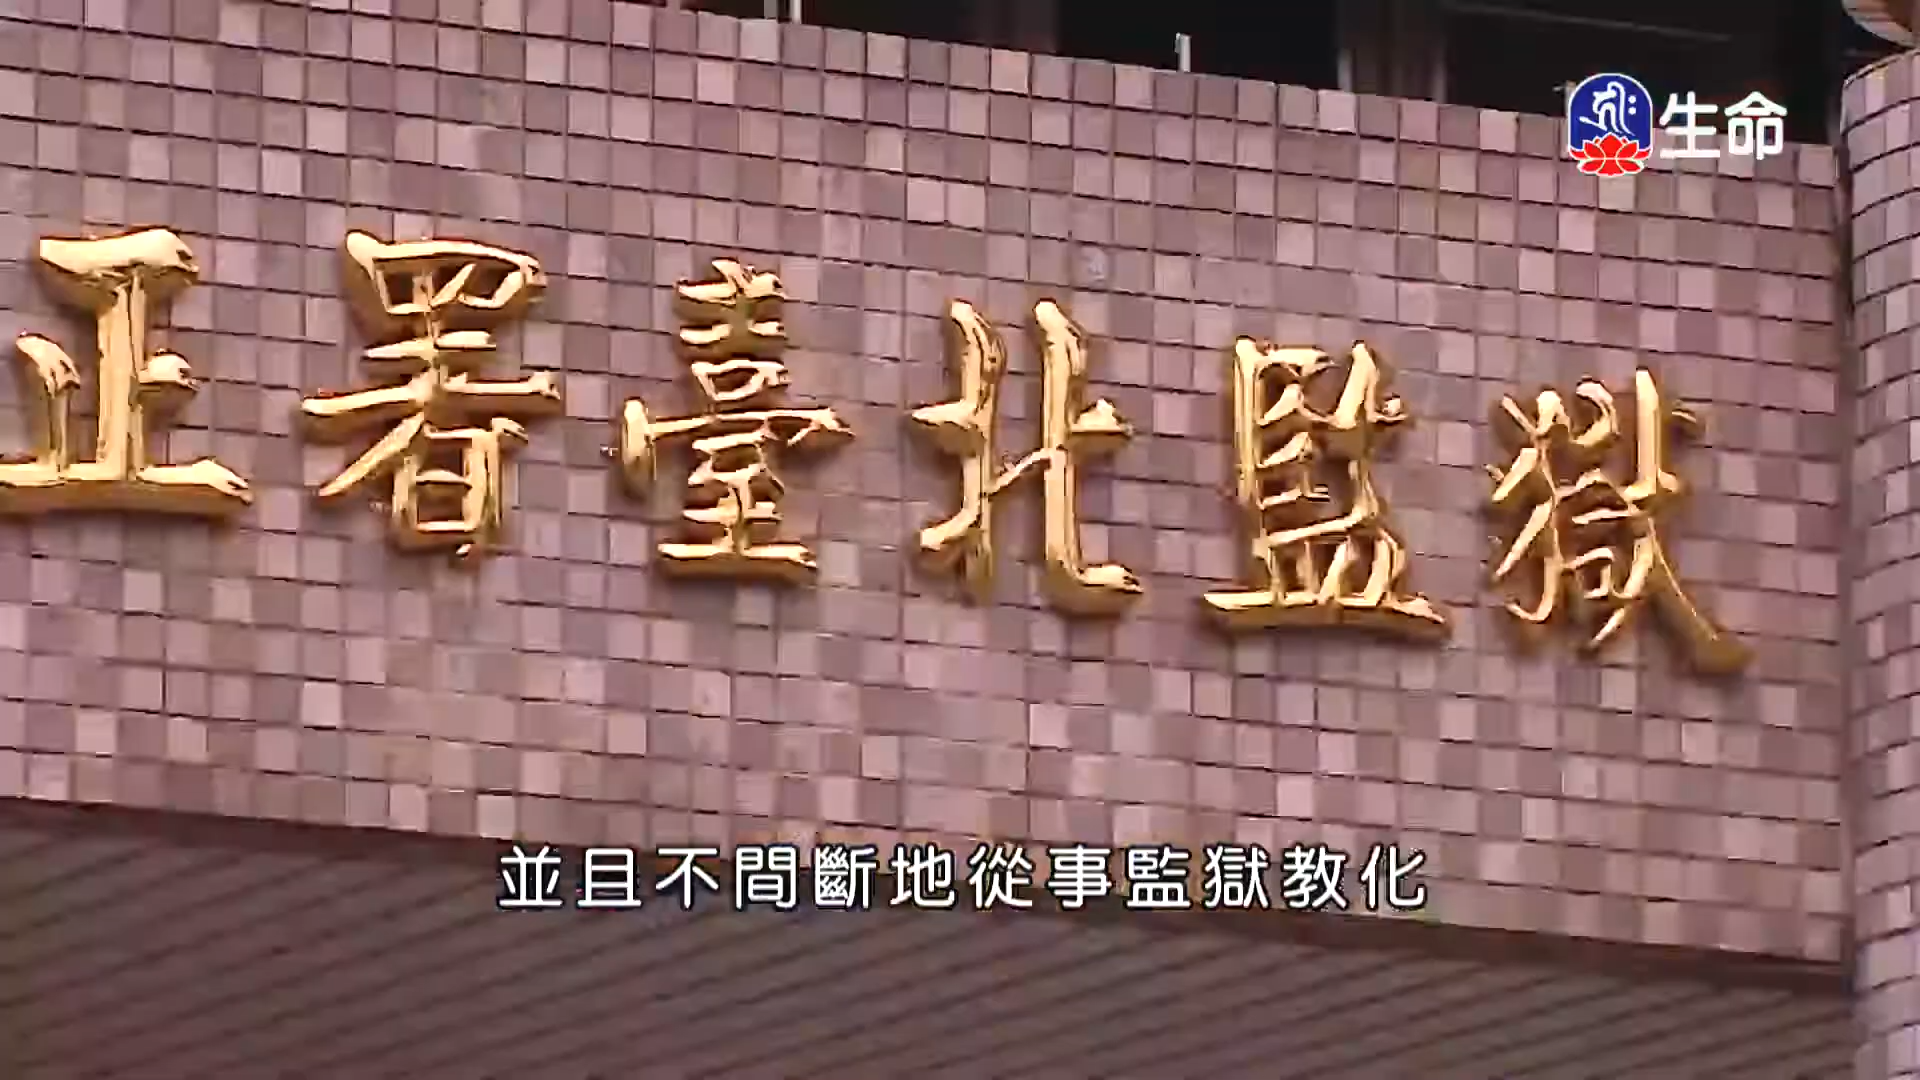 生命
正署臺北監獄
並且不間斷地從事監獄教化